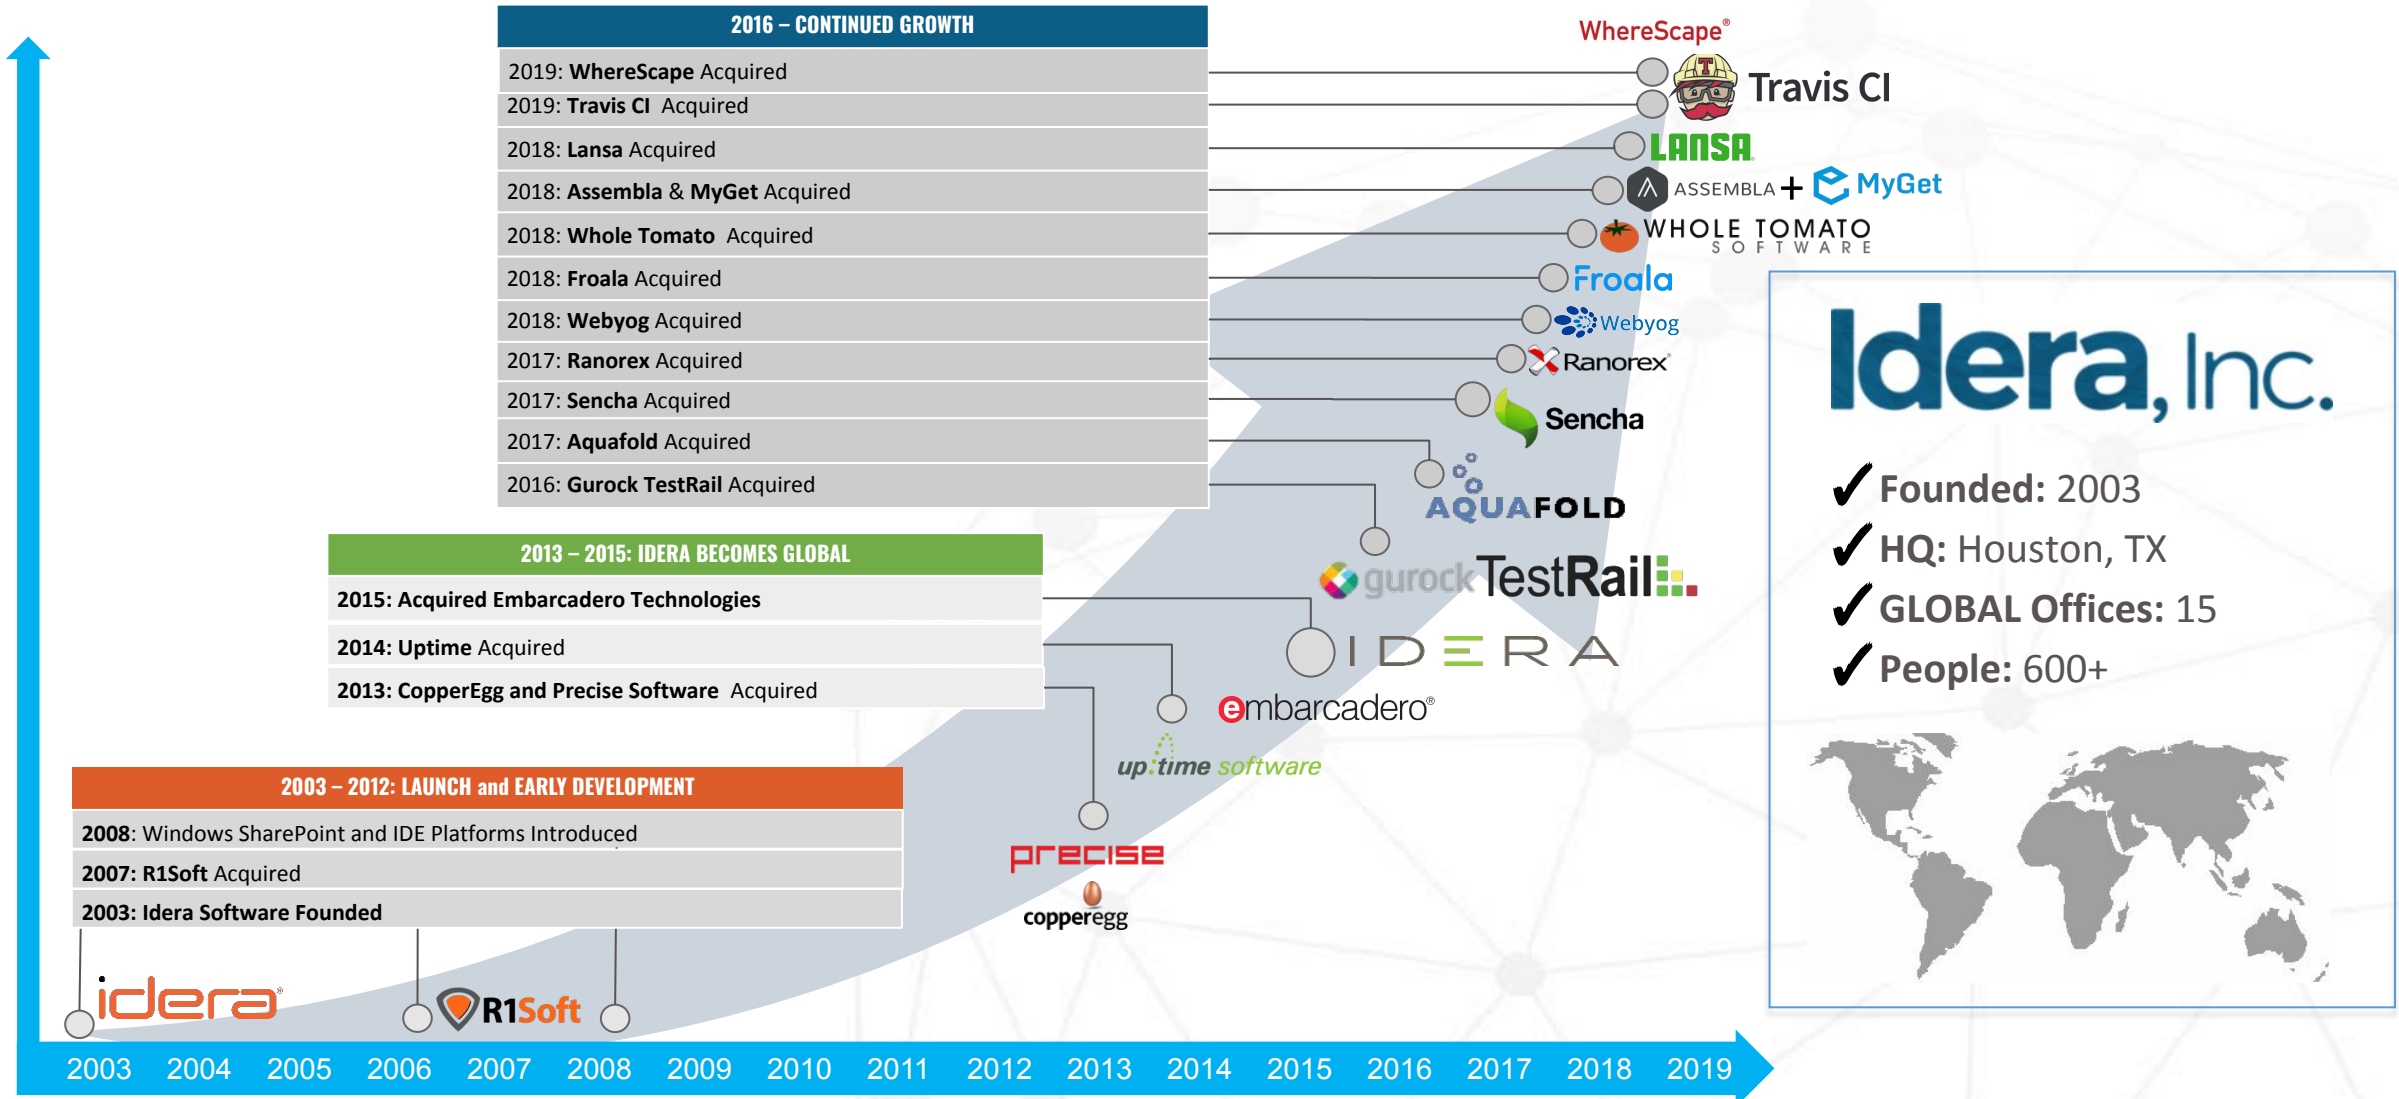 2016 – CONTINUED GROWTH
2019: WhereScape Acquired
2019: Travis CI Acquired
2018: Lansa Acquired
2018: Assembla & MyGet Acquired
2018: Whole Tomato Acquired
2018: Froala Acquired
2018: Webyog Acquired
2017: Ranorex Acquired
2017: Sencha Acquired
2017: Aquafold Acquired
2016: Gurock TestRail Acquired
WhereScape®
Travis CI
LANSA
ASSEMBLA + MyGet
WHOLE TOMATO
SOFTWARE
Froala
Webyog
Ranorex
Sencha
AQUAFOLD
gurock TestRail
2013 – 2015: IDERA BECOMES GLOBAL
2015: Acquired Embarcadero Technologies
2014: Uptime Acquired
2013: CopperEgg and Precise Software Acquired
IDERA
embarcadero®
up:time software
precise
copperegg
2003 – 2012: LAUNCH and EARLY DEVELOPMENT
2008: Windows SharePoint and IDE Platforms Introduced
2007: R1Soft Acquired
2003: Idera Software Founded
idera®
R1Soft
2003 2004 2005 2006 2007 2008 2009 2010 2011 2012 2013 2014 2015 2016 2017 2018 2019
Idera, Inc.
✓ Founded: 2003
✓ HQ: Houston, TX
✓ GLOBAL Offices: 15
✓ People: 600+